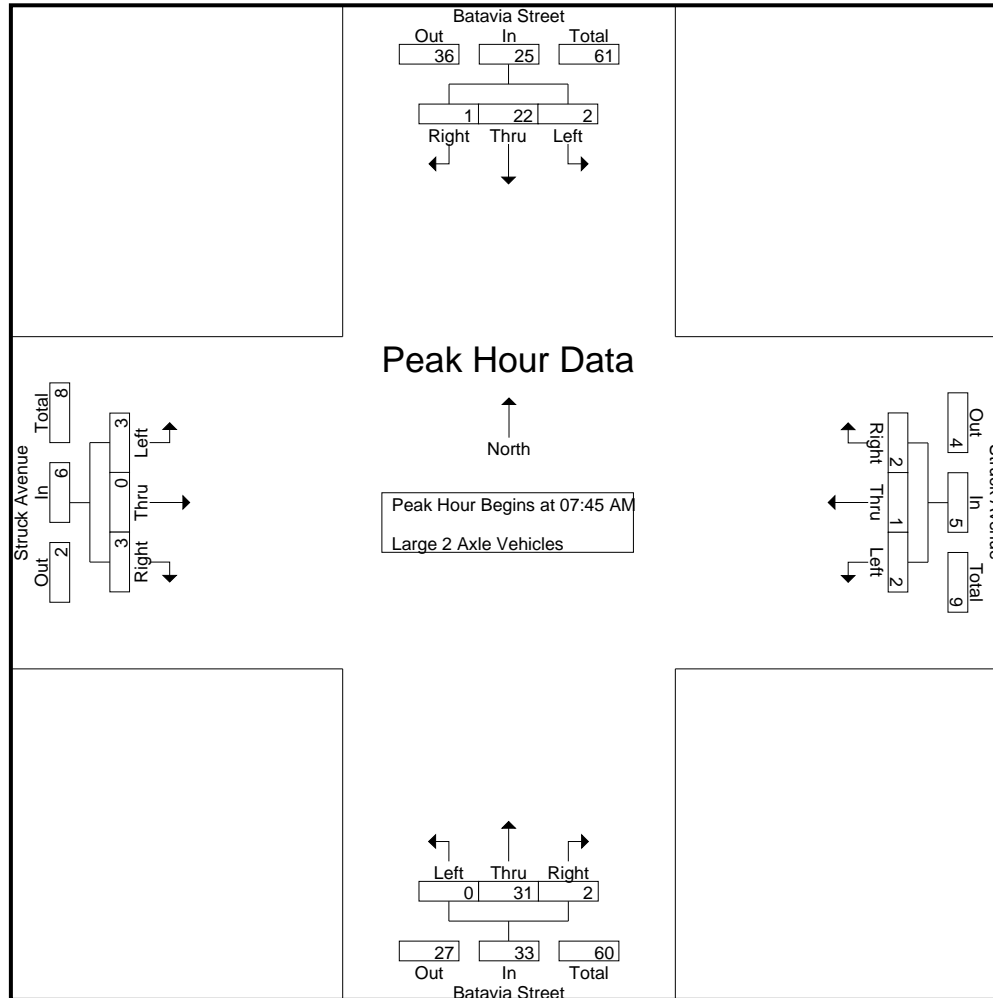 Batavia Street
Out In Total
36 25 61
1 22 2
Right Thru Left
Peak Hour Data
North
Peak Hour Begins at 07:45 AM
Large 2 Axle Vehicles
Struck Avenue
Out In Total
2 6 8
3 0 3
Right Thru Left
Out In Total
4 5 9
2 1 2
Right Thru Left
Left Thru Right
0 31 2
27 33 60
Out In Total
Batavia Street